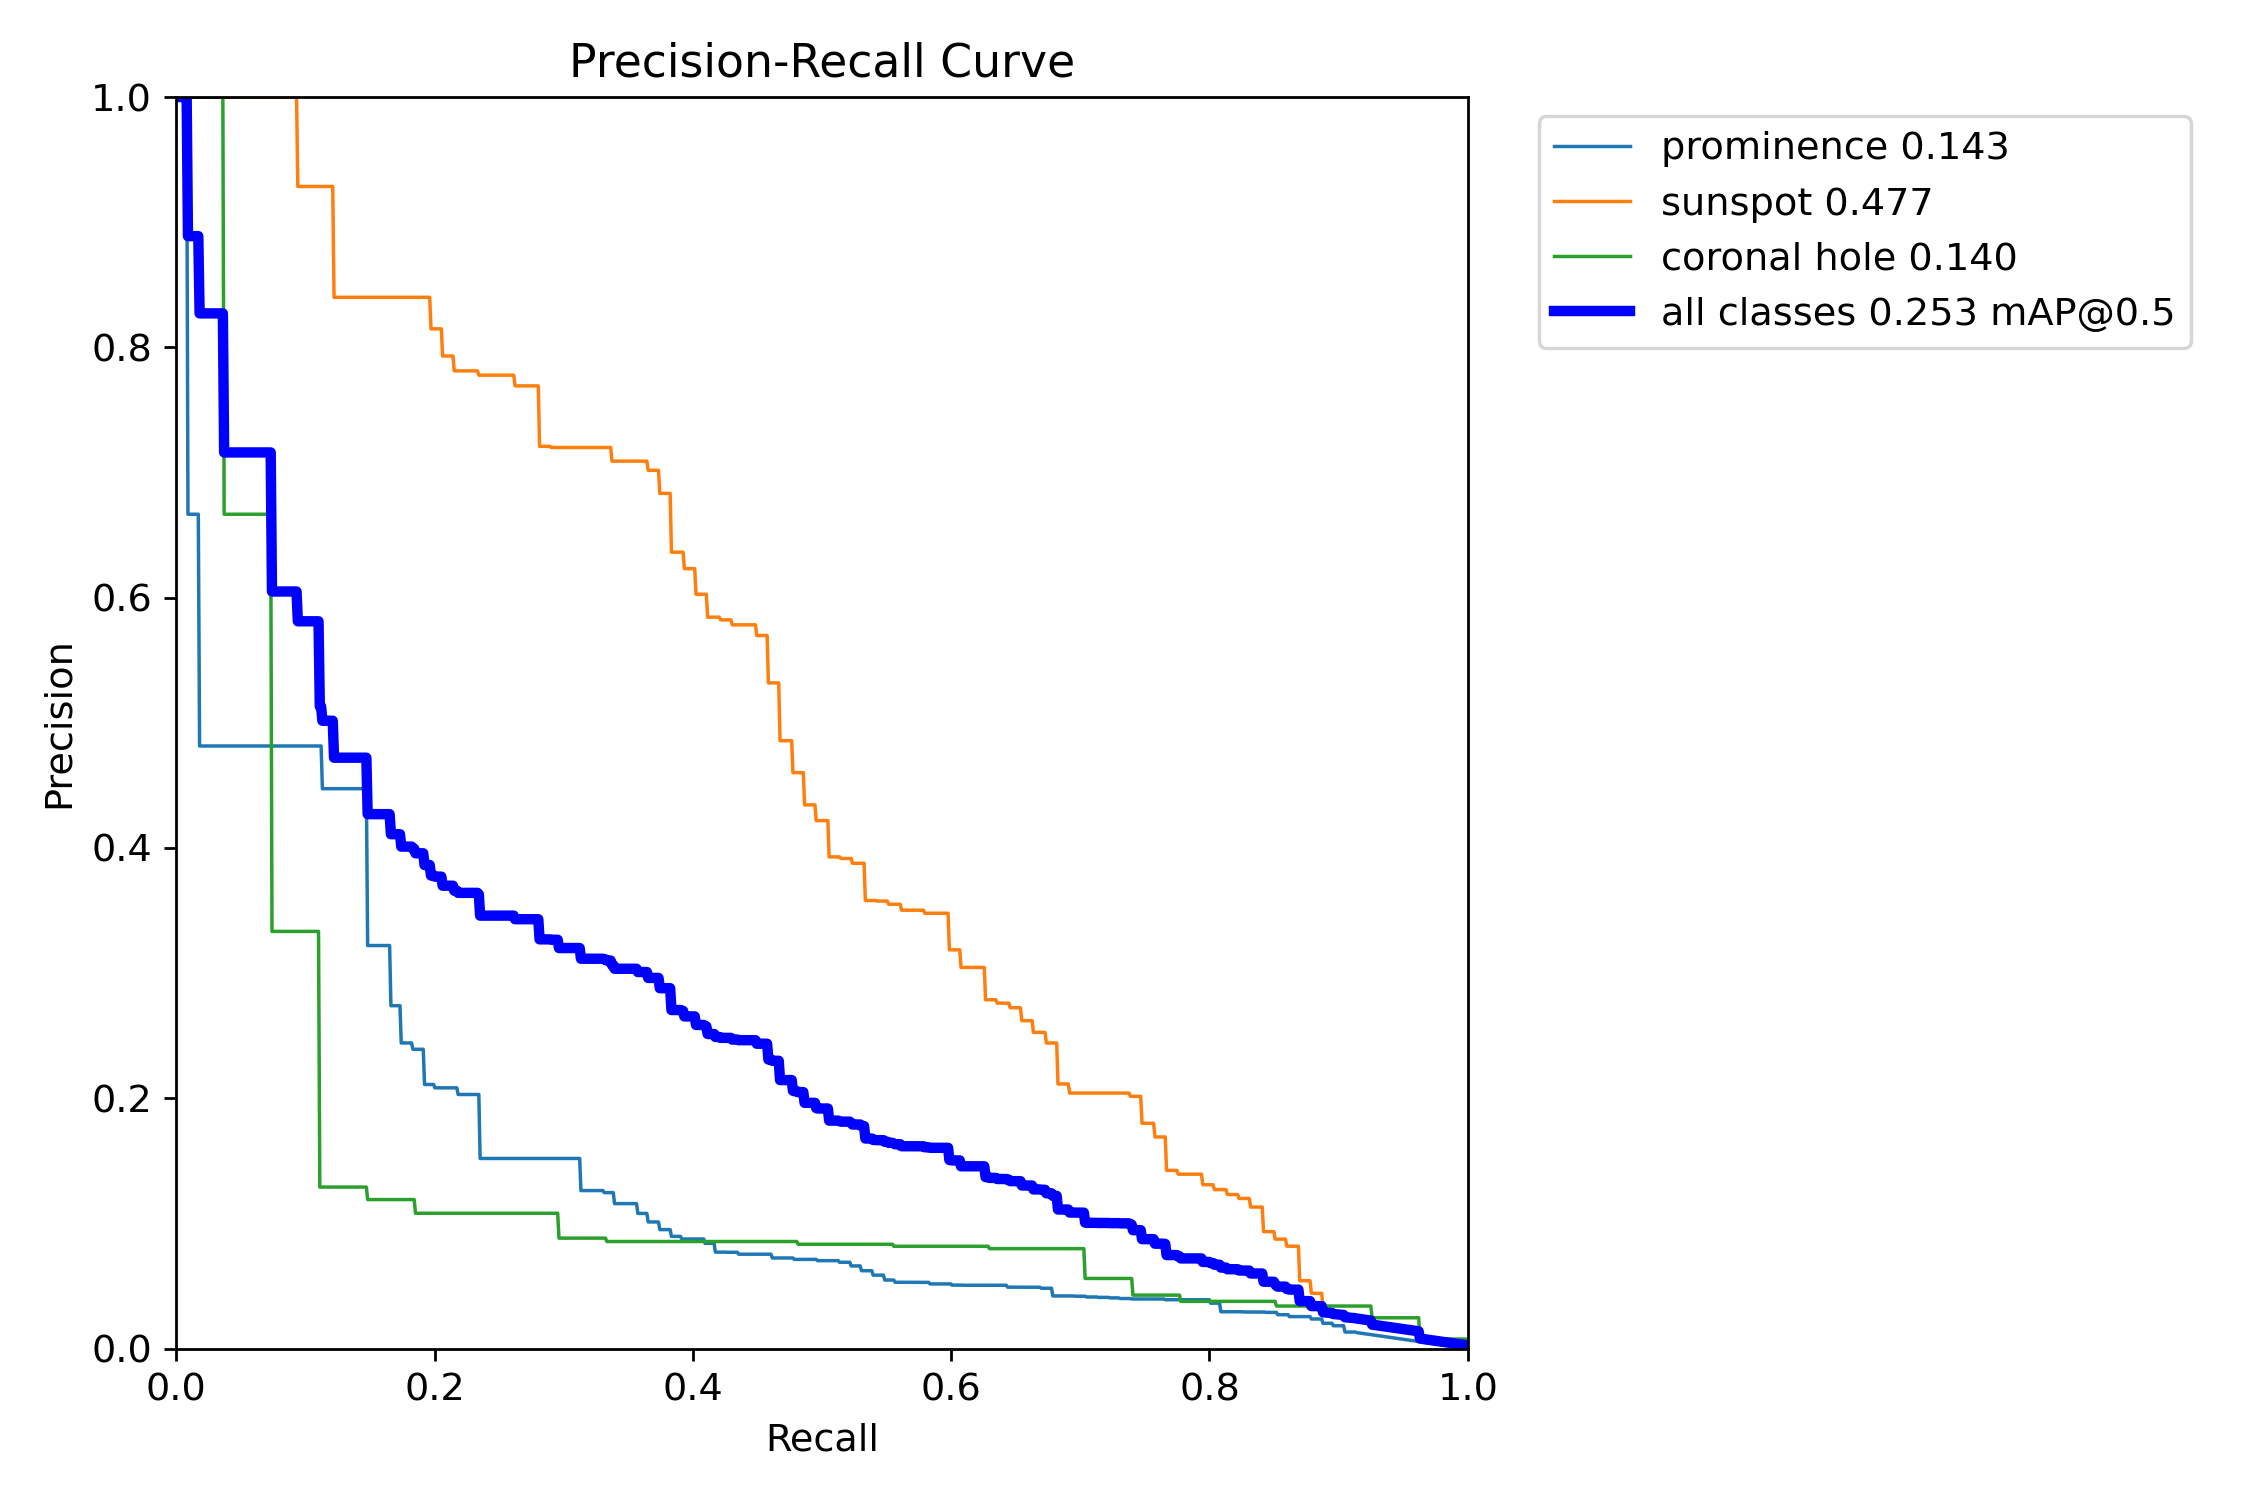 Precision-Recall Curve
1.0
0.8
0.6
0.4
0.2
0.0
Precision
0.0 0.2 0.4 0.6 0.8 1.0
Recall
prominence 0.143
sunspot 0.477
coronal hole 0.140
all classes 0.253 mAP@0.5